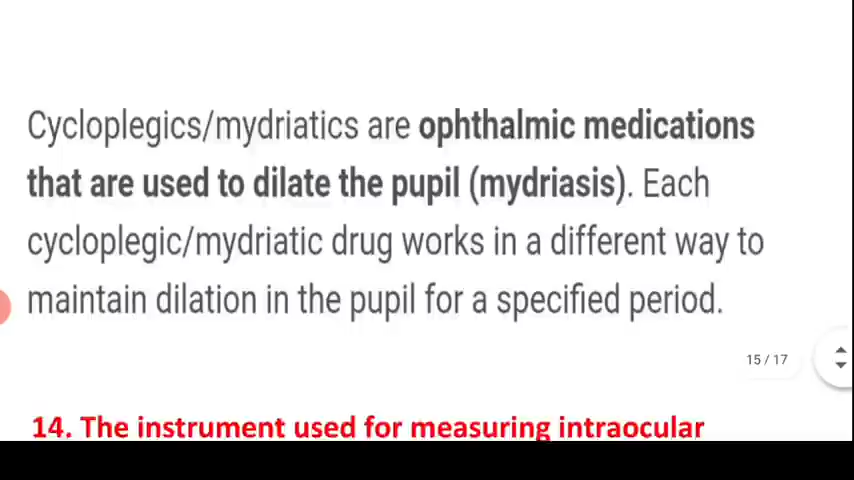 Cycloplegics/mydriatics are ophthalmic medications
that are used to dilate the pupil (mydriasis). Each
cycloplegic/mydriatic drug works in a different way to
maintain dilation in the pupil for a specified period.
15 / 17
14. The instrument used for measuring intraocular